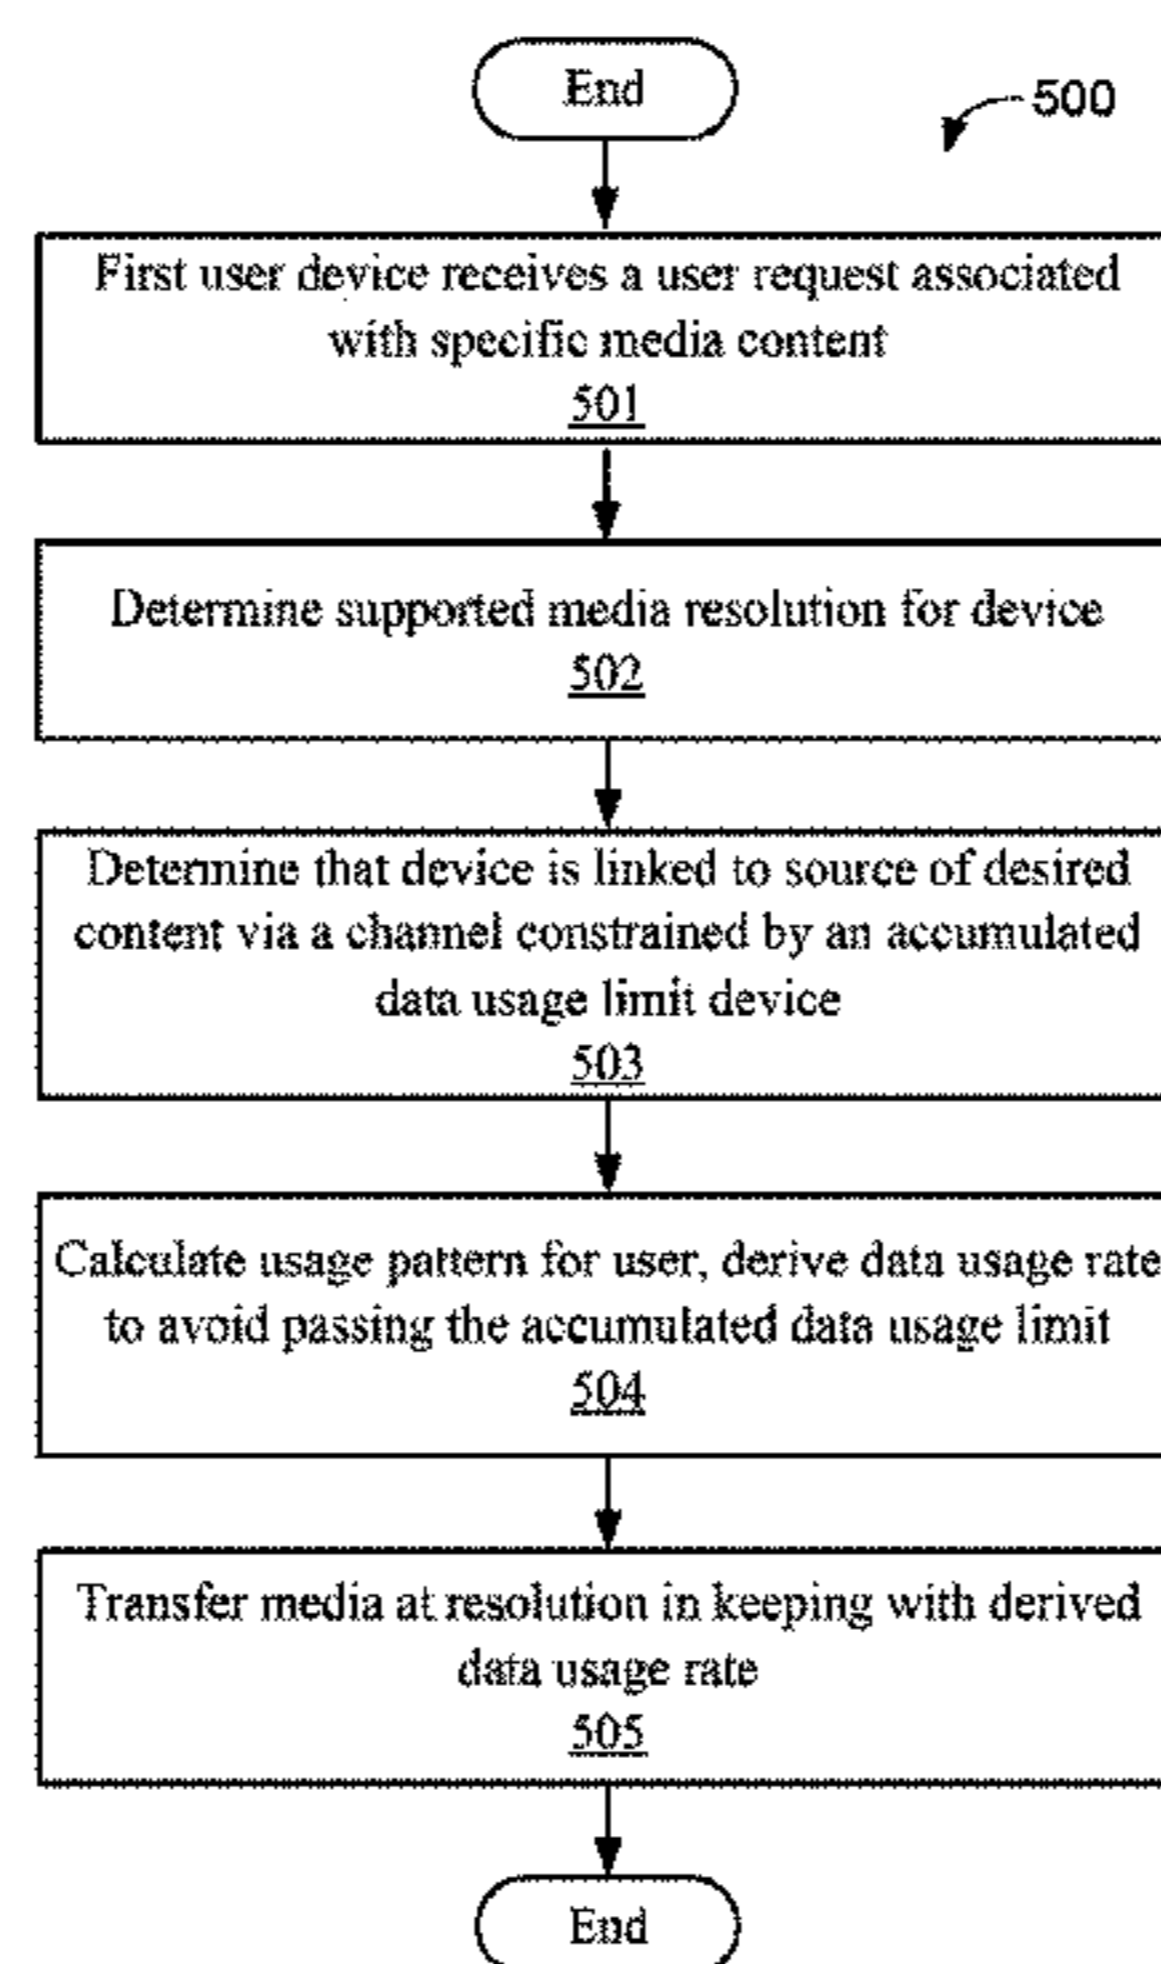 End
500
First user device receives a user request associated
with specific media content
501
Determine supported media resolution for device
502
Determine that device is linked to source of desired
content via a channel constrained by an accumulated
data usage limit device
503
Calculate usage pattern for user, derive data usage rate
to avoid passing the accumulated data usage limit
504
Transfer media at resolution in keeping with derived
data usage rate
505
End